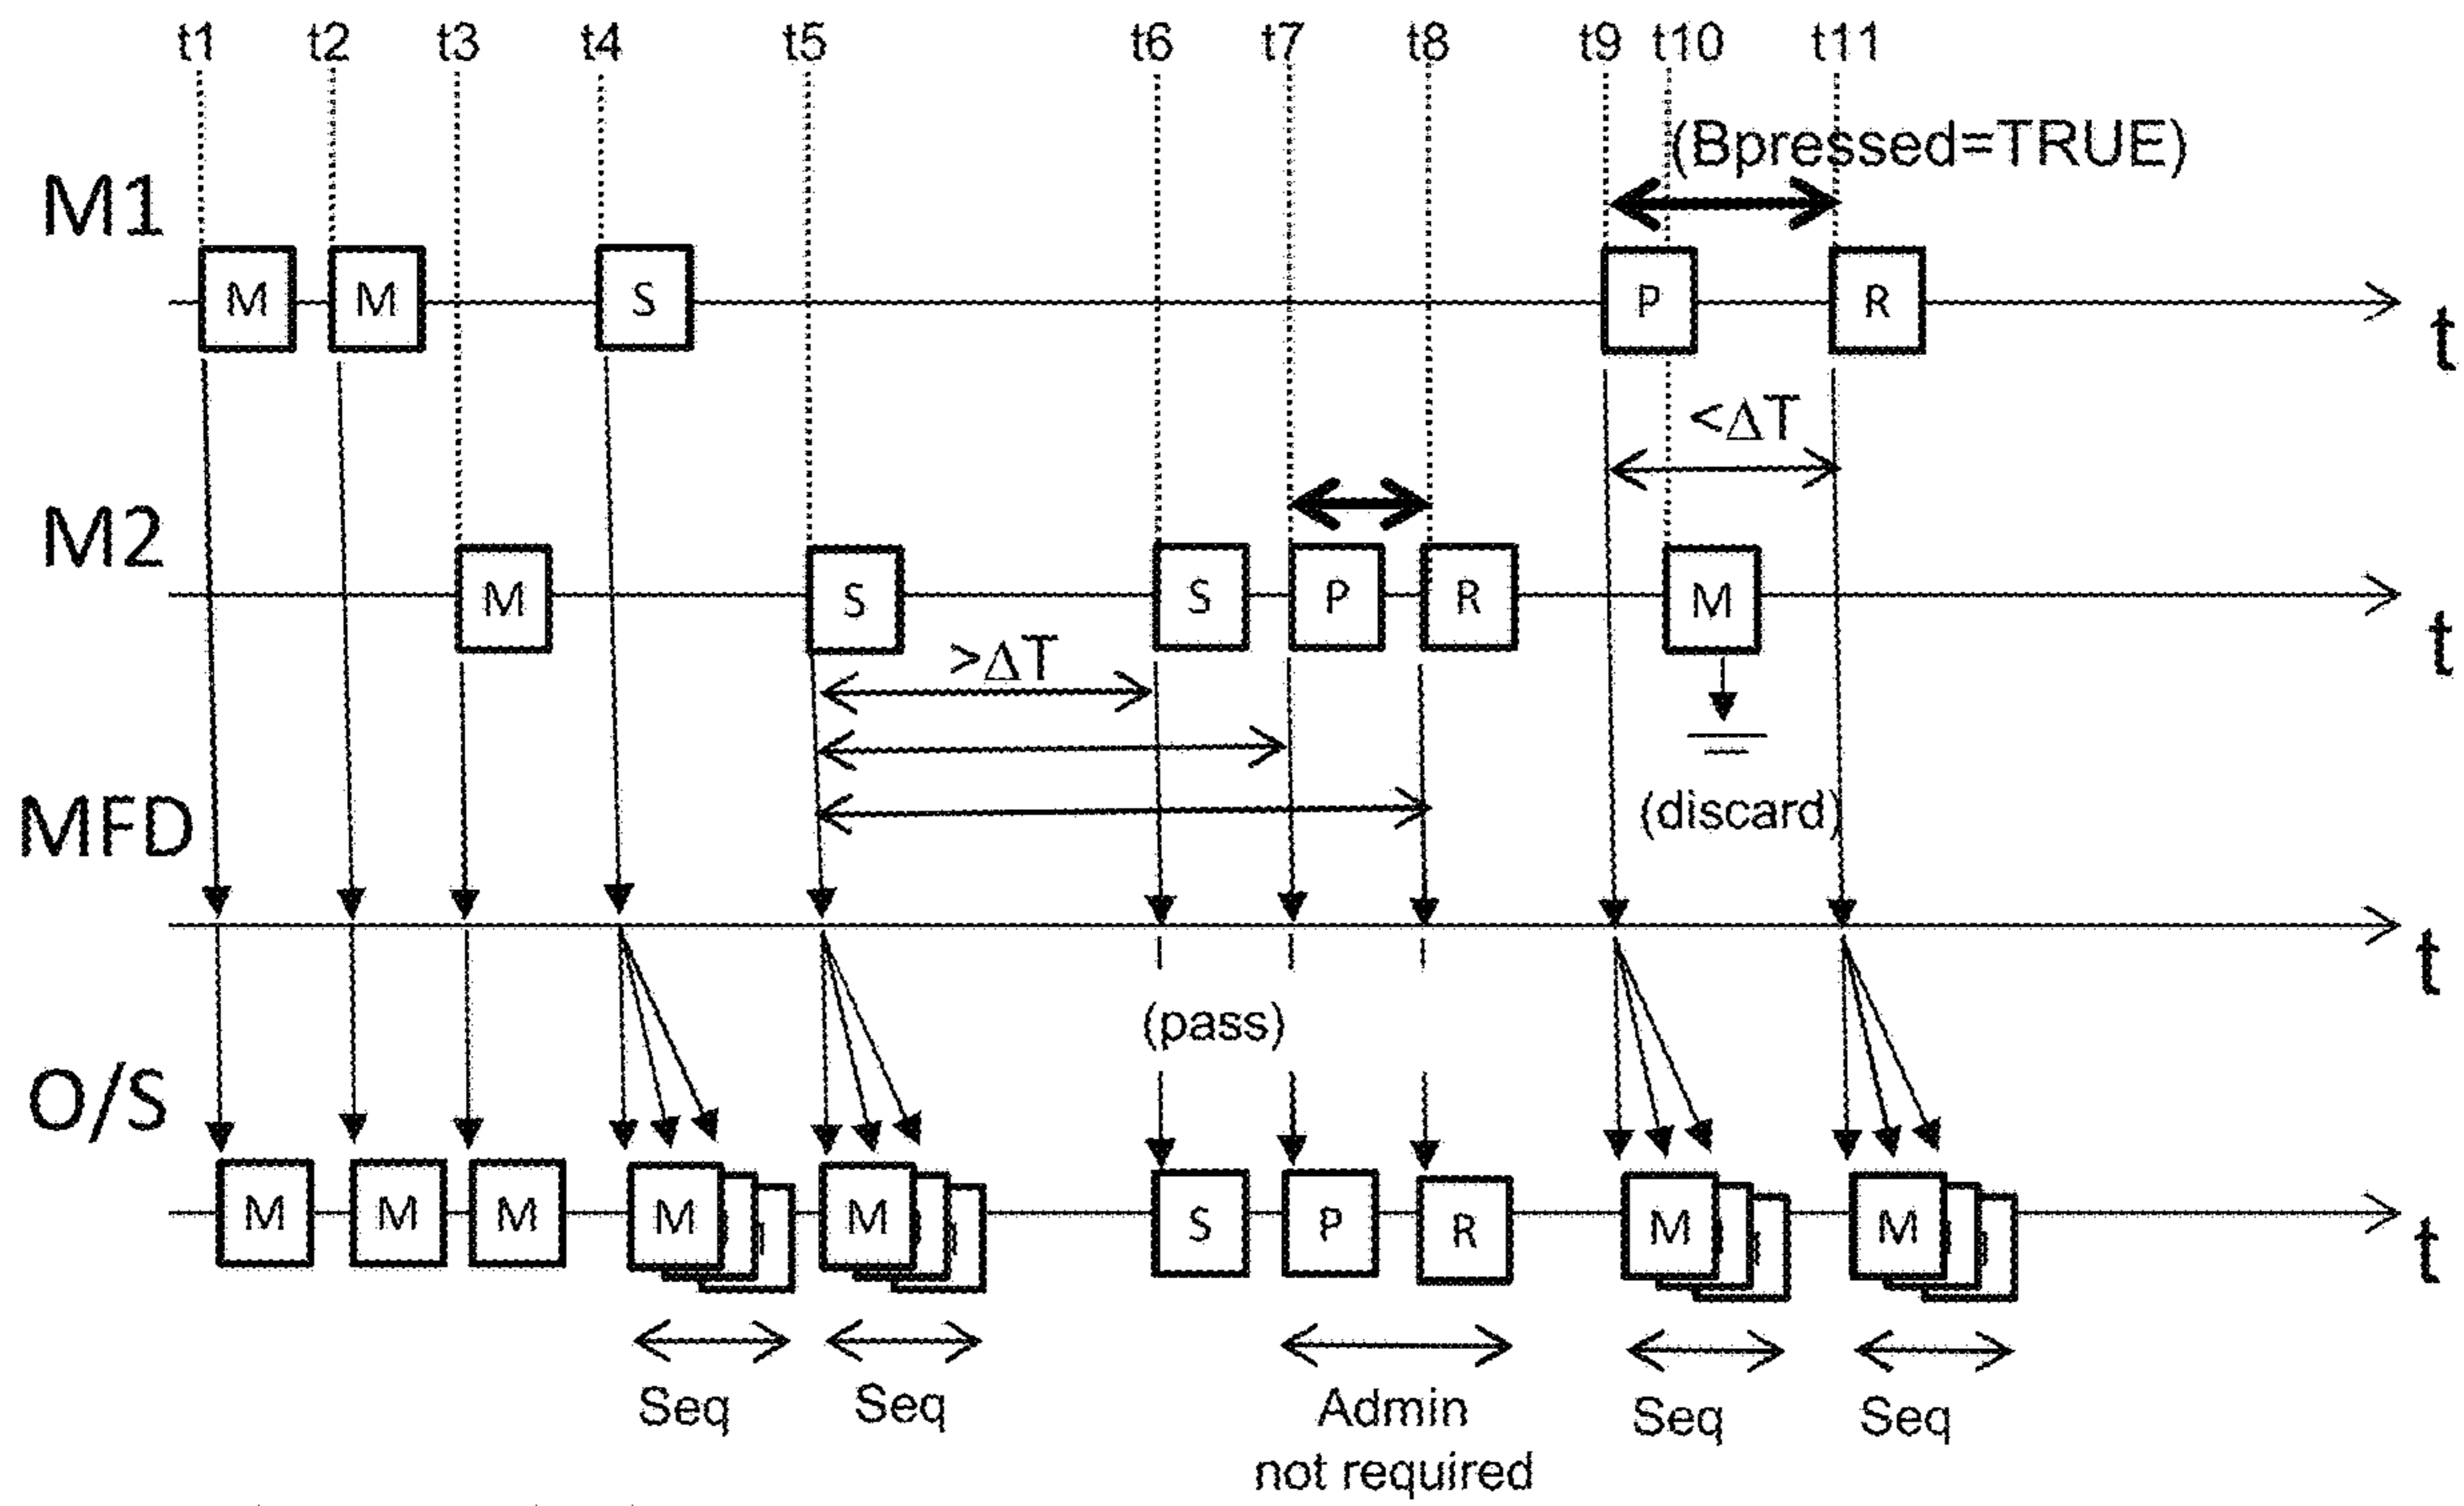 t1 t2 t3 t4 t5 t6 t7 t8 t9 t10 t11
(Bpressed=TRUE)
M1
M M S P R
t
<ΔT
M2
M S S P R M
t
>ΔT
MFD
(discard)
t
(pass)
O/S
M M M M M S P R M M
t
Seq Seq Admin Seq Seq
not required